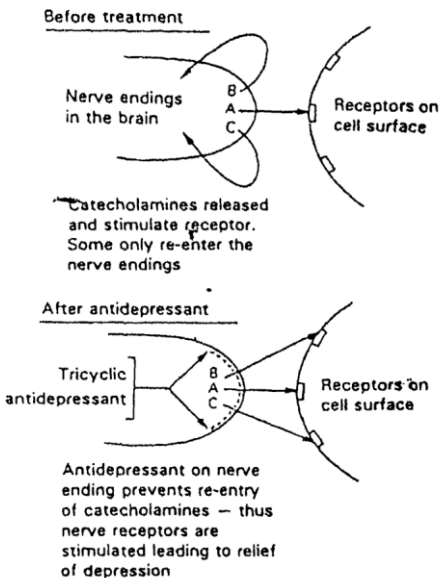 Before treatment
Nerve endings
in the brain
B
A
C
Receptors on
cell surface
Catecholamines released
and stimulate receptor.
Some only re-enter the
nerve endings
After antidepressant
Tricyclic
antidepressant
B
A
C
Receptors on
cell surface
Antidepressant on nerve
ending prevents re-entry
of catecholamines — thus
nerve receptors are
stimulated leading to relief
of depression